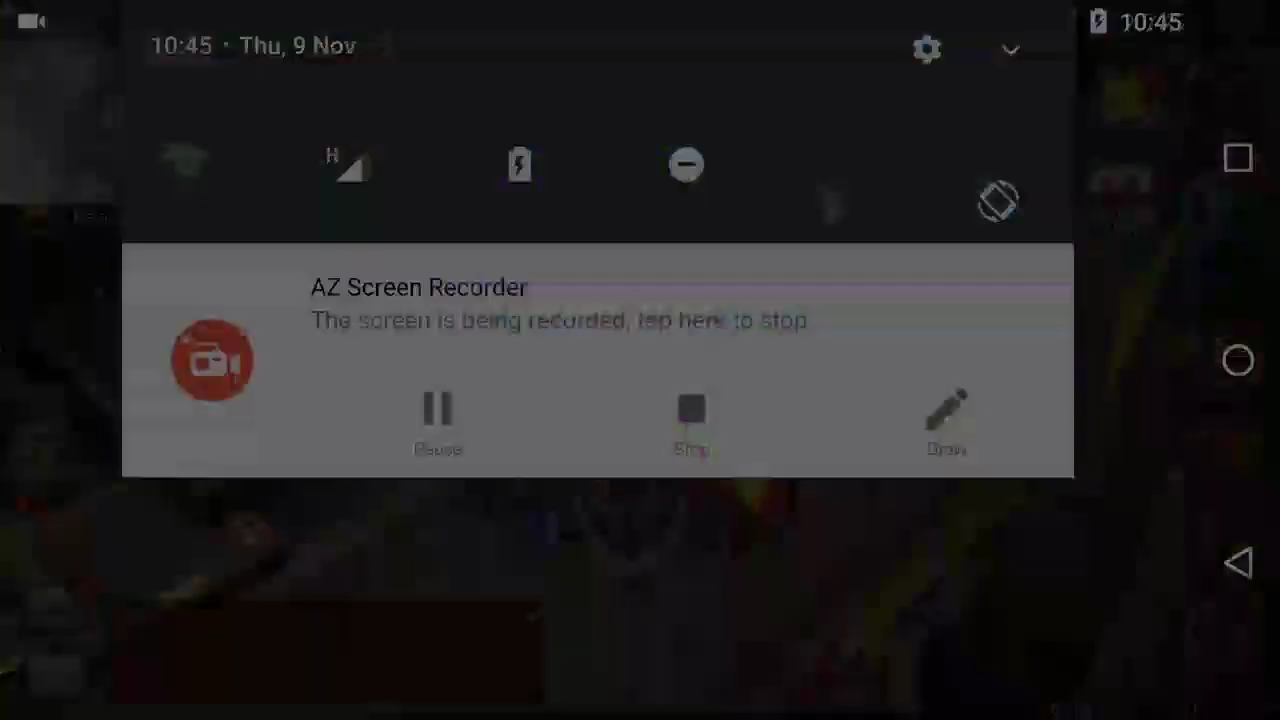 10:45 · Thu, 9 Nov
10:45
H
AZ Screen Recorder
The screen is being recorded, tap here to stop
Pause
Stop
Draw